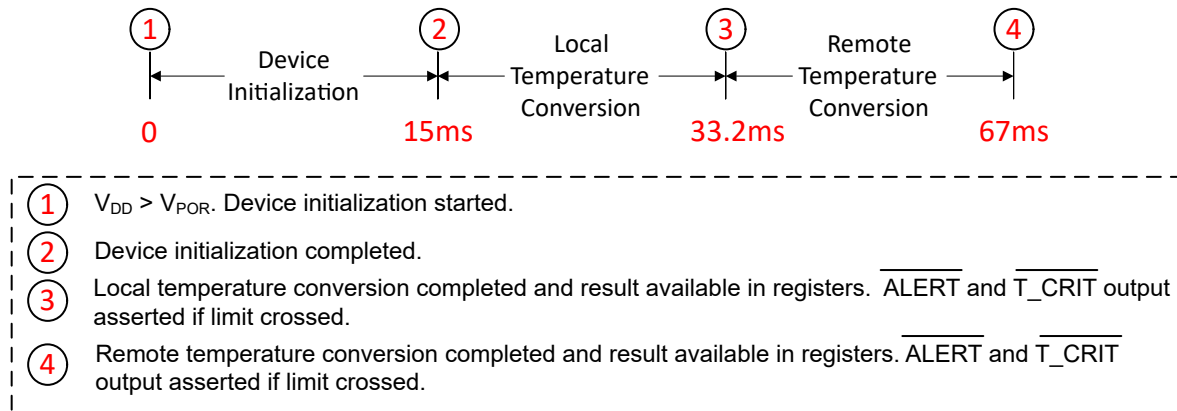 1 2 3 4
Device Initialization
Local Temperature Conversion
Remote Temperature Conversion
0 15ms 33.2ms 67ms
1 V_DD > V_POR. Device initialization started.
2 Device initialization completed.
3 Local temperature conversion completed and result available in registers. ALERT and T_CRIT output
asserted if limit crossed.
4 Remote temperature conversion completed and result available in registers. ALERT and T_CRIT
output asserted if limit crossed.